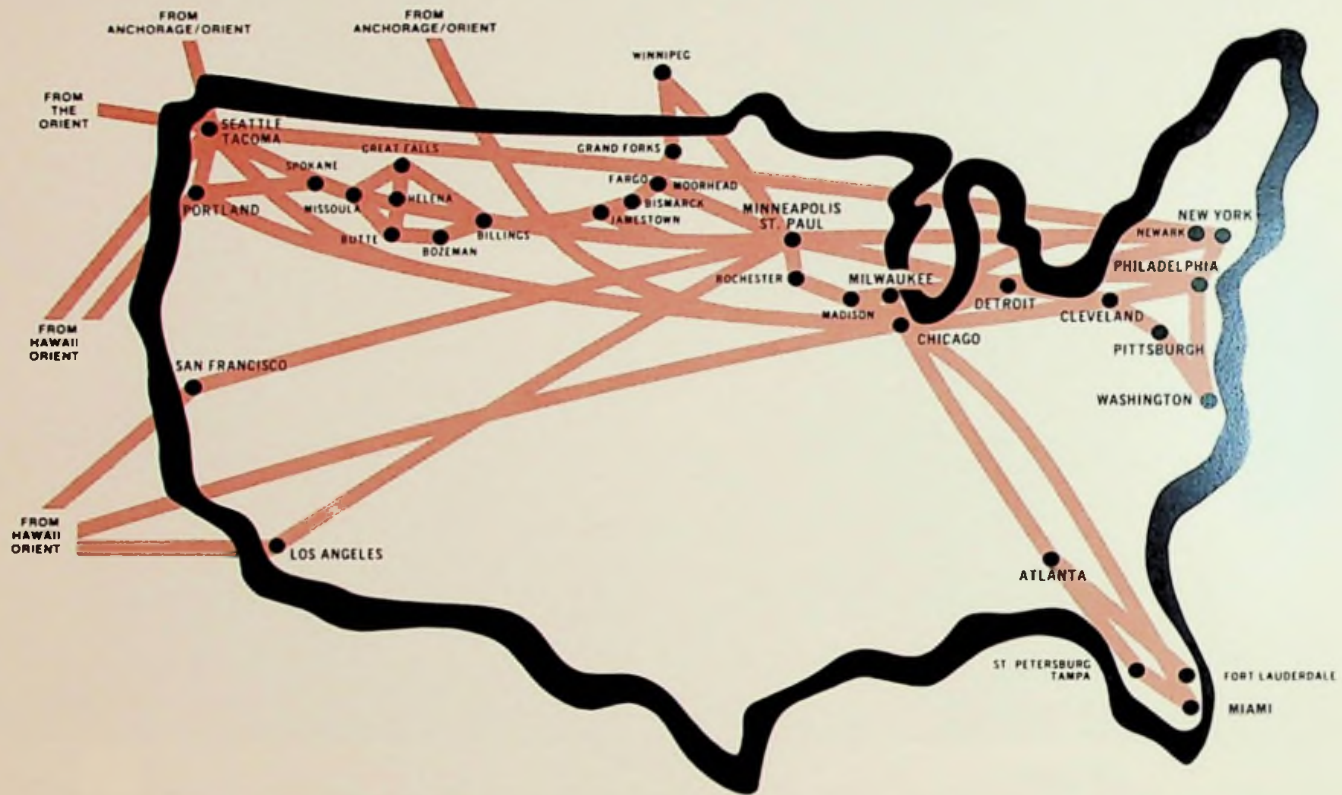 FROM
ANCHORAGE/ORIENT
FROM
ANCHORAGE/ORIENT
WINNIPEG
FROM
THE
ORIENT
SEATTLE
TACOMA
GREAT FALLS
GRAND FORKS
SPOKANE
FARGO
MOORHEAD
MISSOULA
HELENA
BISMARCK
PORTLAND
JAMESTOWN
MINNEAPOLIS
ST. PAUL
NEW YORK
NEWARK
BUTTE
BOZEMAN
BILLINGS
PHILADELPHIA
ROCHESTER
MILWAUKEE
MADISON
DETROIT
CLEVELAND
FROM
HAWAII
ORIENT
CHICAGO
PITTSBURGH
SAN FRANCISCO
WASHINGTON
FROM
HAWAII
ORIENT
LOS ANGELES
ATLANTA
ST PETERSBURG
TAMPA
FORT LAUDERDALE
MIAMI